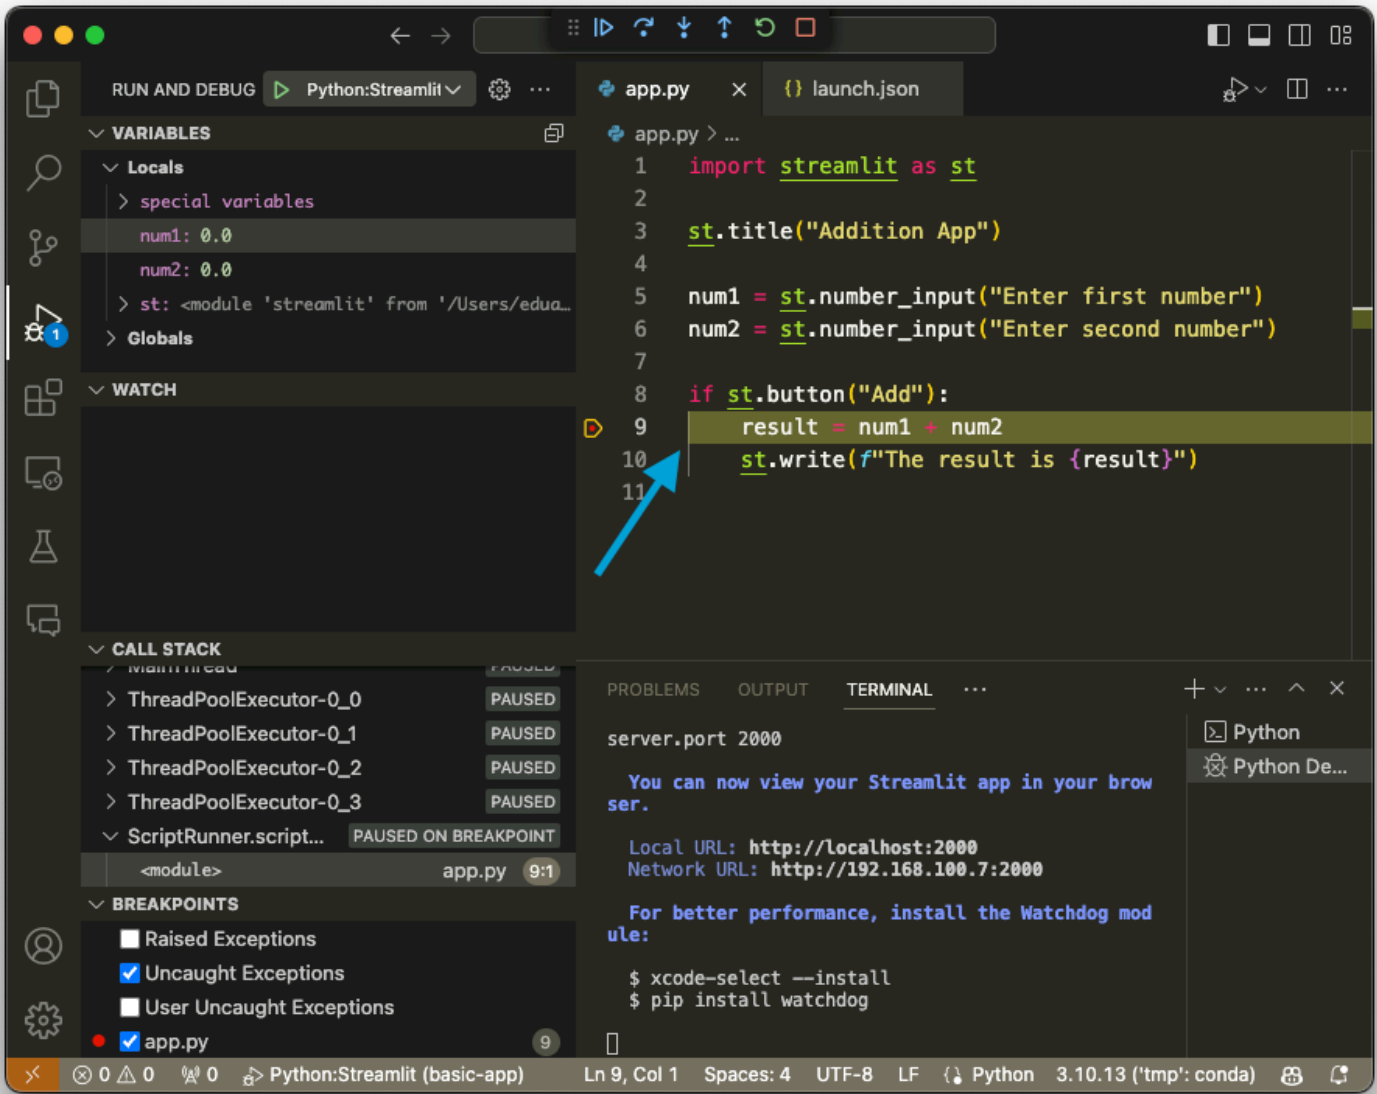 RUN AND DEBUG
Python:Streamlit
app.py
{} launch.json
VARIABLES
Locals
special variables
num1: 0.0
num2: 0.0
st: <module 'streamlit' from '/Users/edua...
Globals
WATCH
CALL STACK
MainThread PAUSED
ThreadPoolExecutor-0_0 PAUSED
ThreadPoolExecutor-0_1 PAUSED
ThreadPoolExecutor-0_2 PAUSED
ThreadPoolExecutor-0_3 PAUSED
ScriptRunner.script... PAUSED ON BREAKPOINT
<module> app.py 9:1
BREAKPOINTS
Raised Exceptions
Uncaught Exceptions
User Uncaught Exceptions
app.py 9
app.py > ...
1 import streamlit as st
2
3 st.title("Addition App")
4
5 num1 = st.number_input("Enter first number")
6 num2 = st.number_input("Enter second number")
7
8 if st.button("Add"):
9 result = num1 + num2
10 st.write(f"The result is {result}")
11
PROBLEMS OUTPUT TERMINAL ...
server.port 2000
You can now view your Streamlit app in your brow
ser.
Local URL: http://localhost:2000
Network URL: http://192.168.100.7:2000
For better performance, install the Watchdog mod
ule:
$ xcode-select --install
$ pip install watchdog
Python
Python De...
1
0 0 0 Python:Streamlit (basic-app) Ln 9, Col 1 Spaces: 4 UTF-8 LF Python 3.10.13 ('tmp': conda)